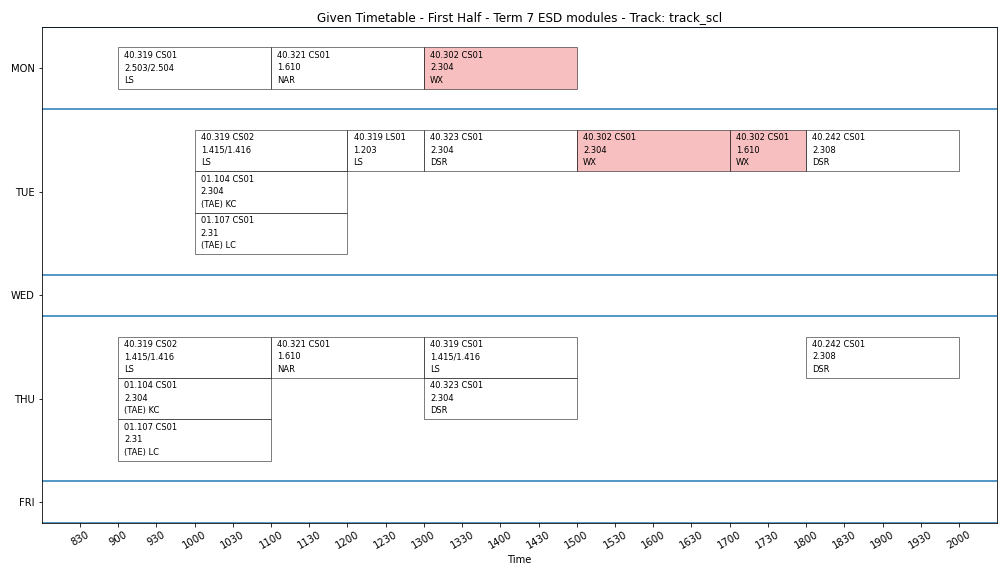 Given Timetable - First Half - Term 7 ESD modules - Track: track_scl
MON
40.319 CS01
2.503/2.504
LS
40.321 CS01
1.610
NAR
40.302 CS01
2.304
WX
TUE
40.319 CS02
1.415/1.416
LS
40.319 LS01
1.203
LS
40.323 CS01
2.304
DSR
40.302 CS01
2.304
WX
40.302 CS01
1.610
WX
40.242 CS01
2.308
DSR
01.104 CS01
2.304
(TAE) KC
01.107 CS01
2.31
(TAE) LC
WED
THU
40.319 CS02
1.415/1.416
LS
40.321 CS01
1.610
NAR
40.319 CS01
1.415/1.416
LS
40.242 CS01
2.308
DSR
01.104 CS01
2.304
(TAE) KC
40.323 CS01
2.304
DSR
01.107 CS01
2.31
(TAE) LC
FRI
830 900 930 1000 1030 1100 1130 1200 1230 1300 1330 1400 1430 1500 1530 1600 1630 1700 1730 1800 1830 1900 1930 2000
Time